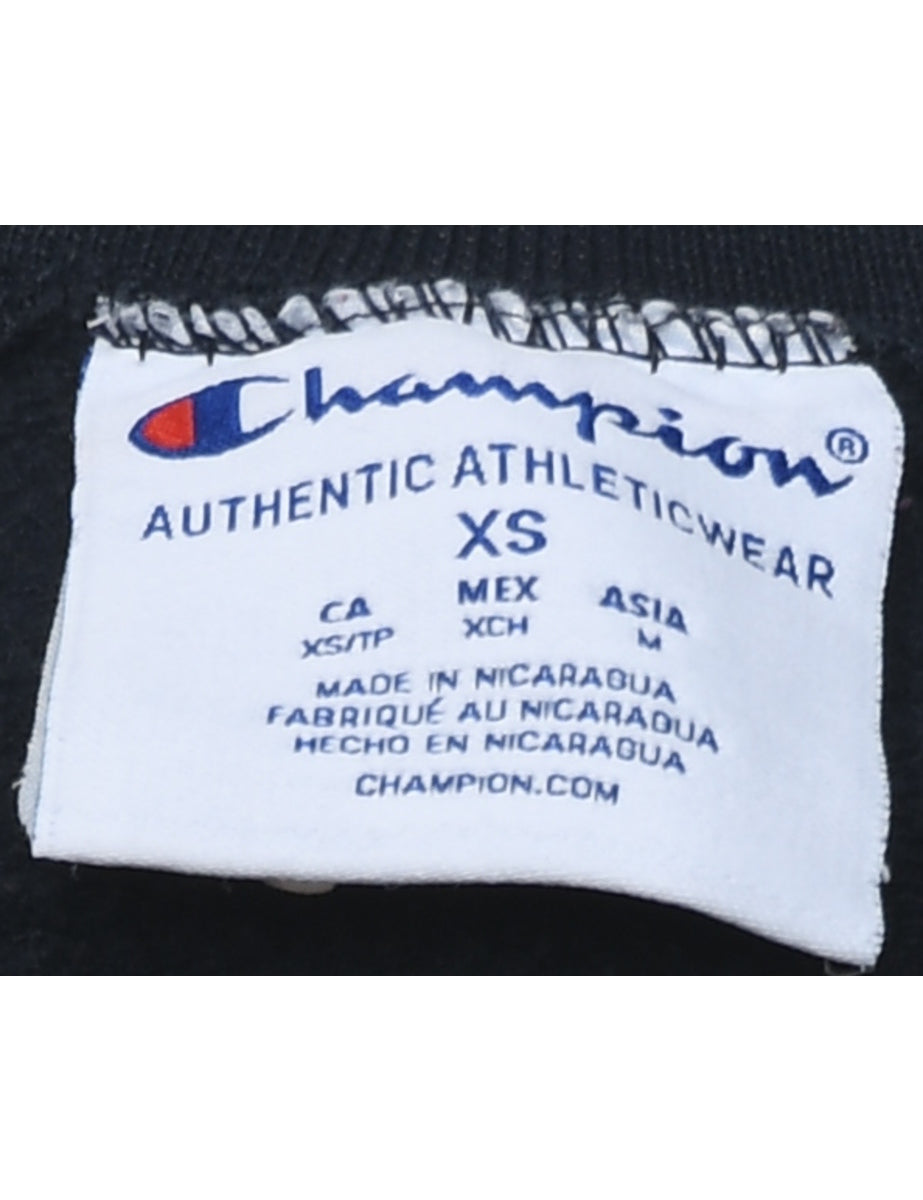 Champion®
AUTHENTIC ATHLETICWEAR
XS
CA MEX ASIA
XS/TP XCH M
MADE IN NICARAGUA
FABRIQUÉ AU NICARAGUA
HECHO EN NICARAGUA
CHAMPION.COM